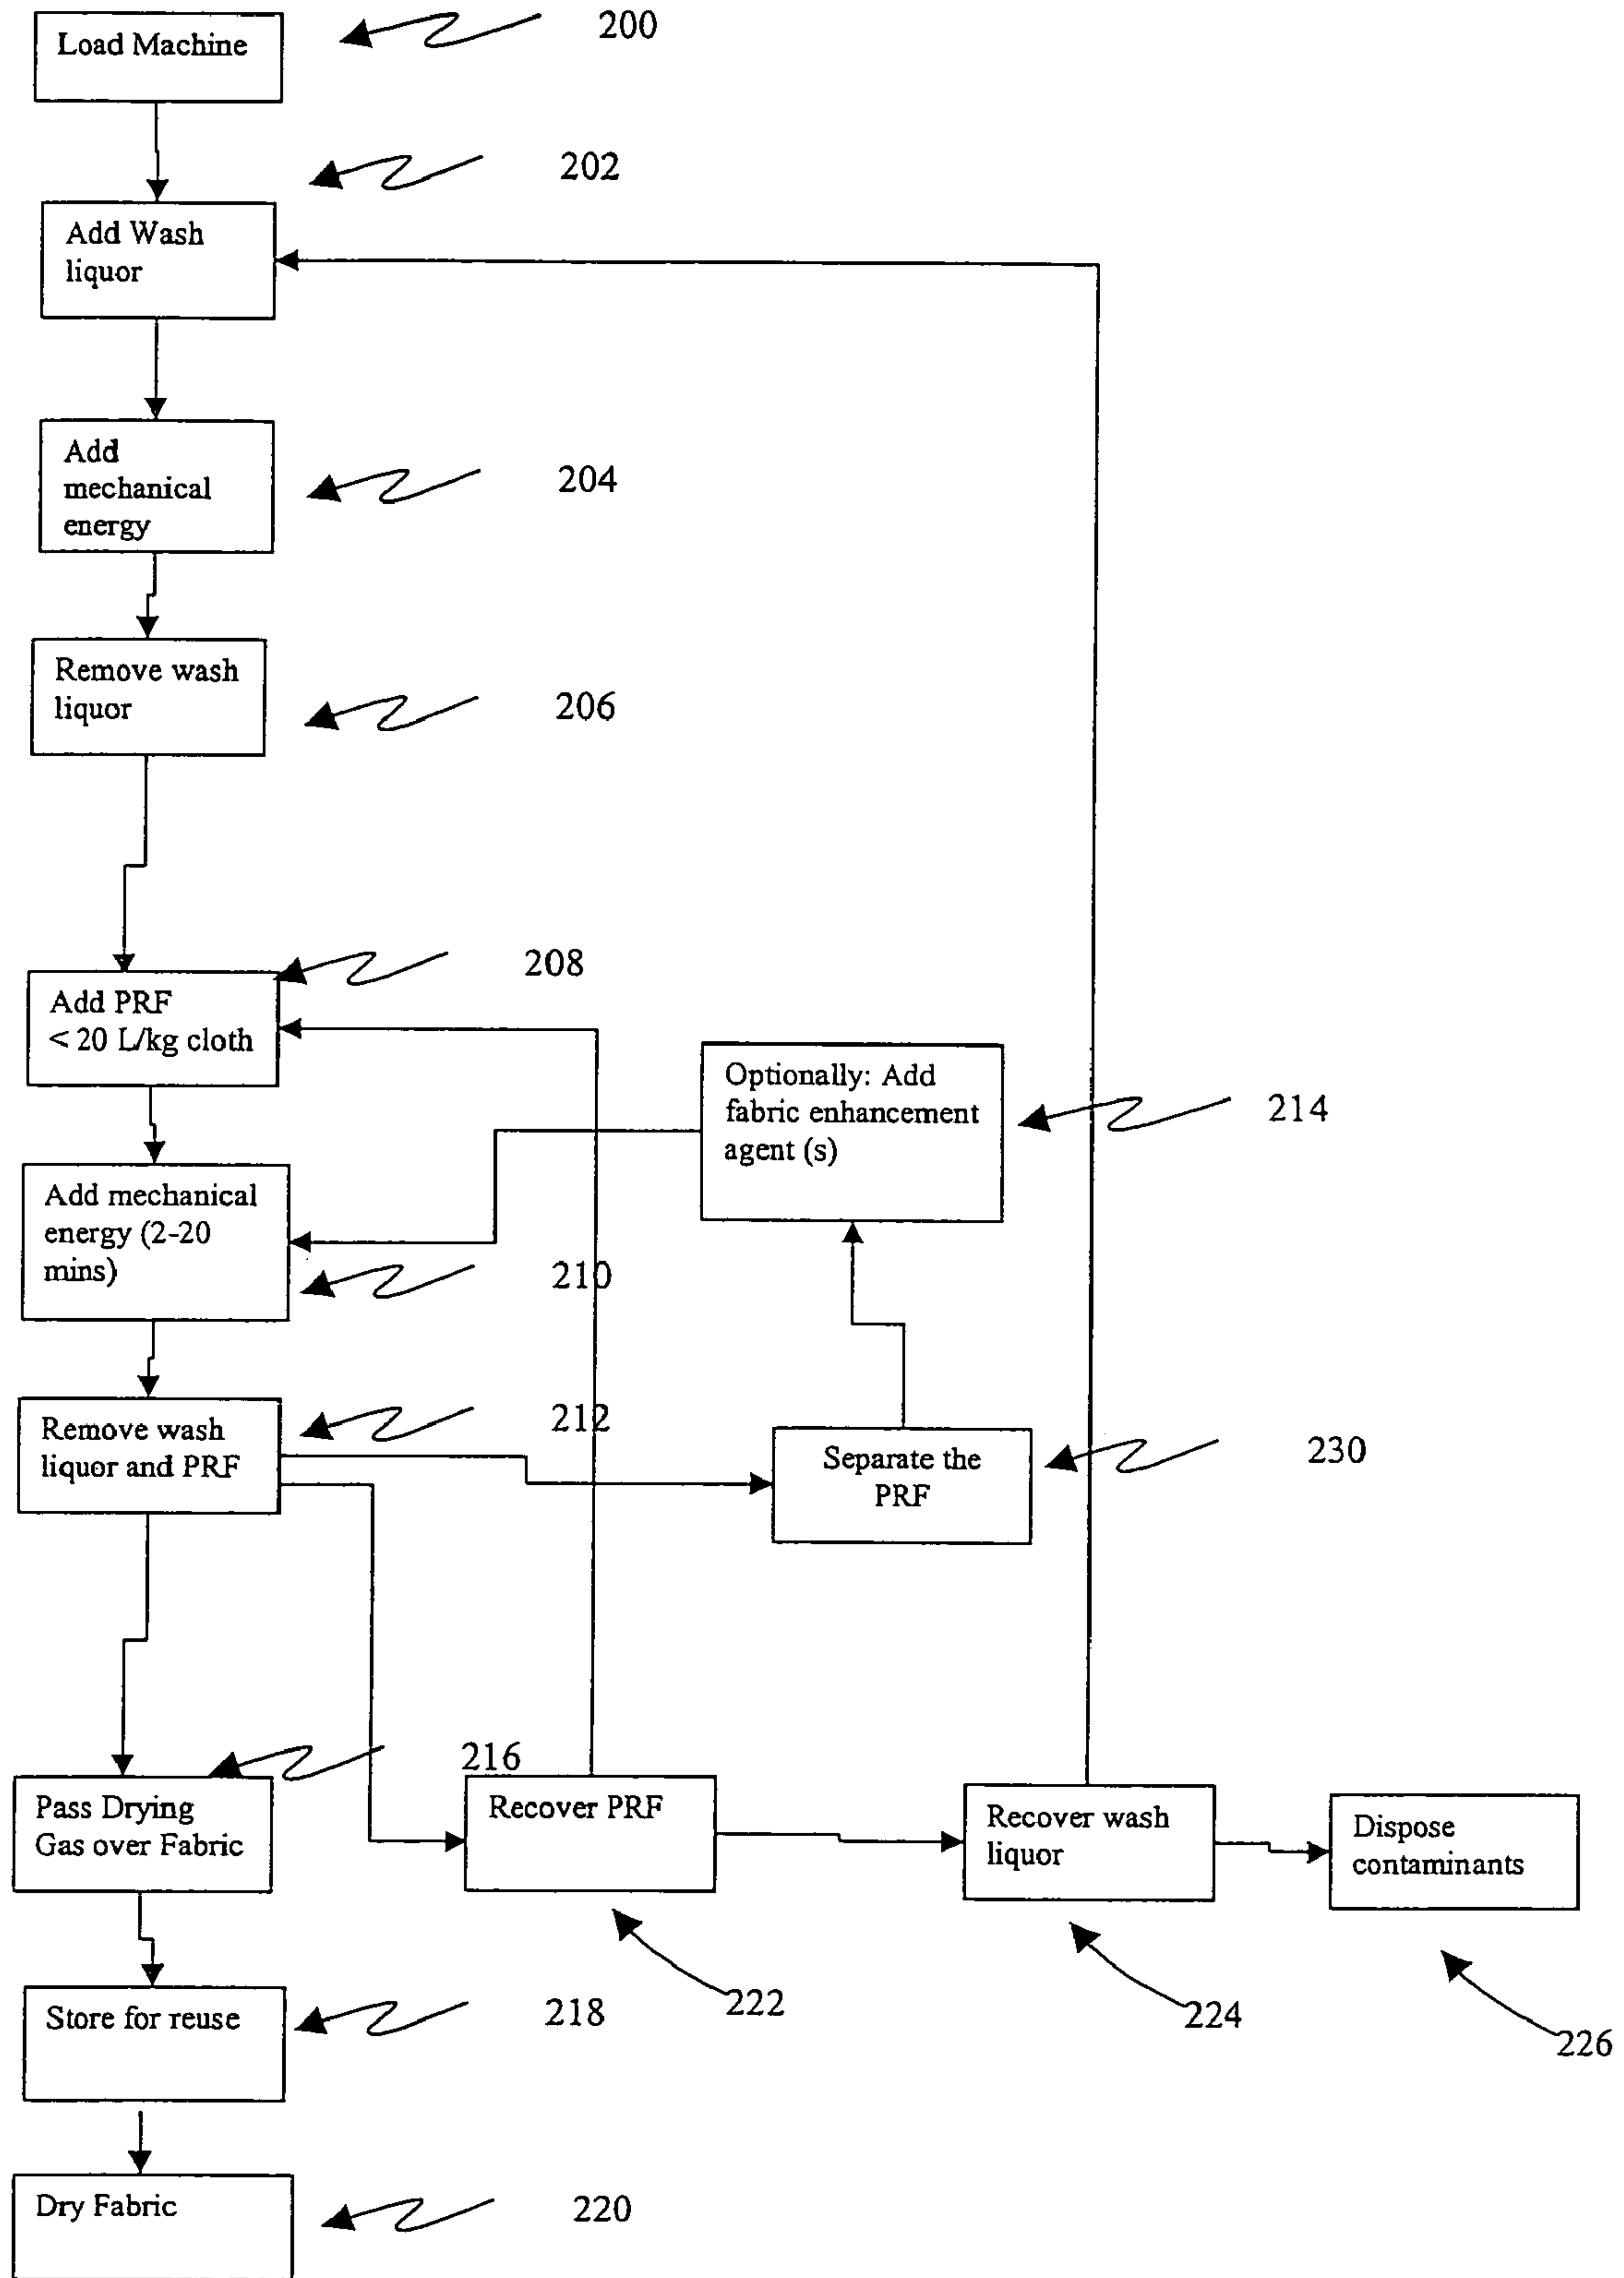 Load Machine
200
202
Add Wash
liquor
Add
mechanical
energy
204
Remove wash
liquor
206
208
Add PRF
< 20 L/kg cloth
Optionally: Add
fabric enhancement
agent (s)
214
Add mechanical
energy (2-20
mins)
210
Remove wash
liquor and PRF
212
Separate the
PRF
230
216
Pass Drying
Gas over Fabric
Recover PRF
Recover wash
liquor
Dispose
contaminants
222
224
226
Store for reuse
218
Dry Fabric
220